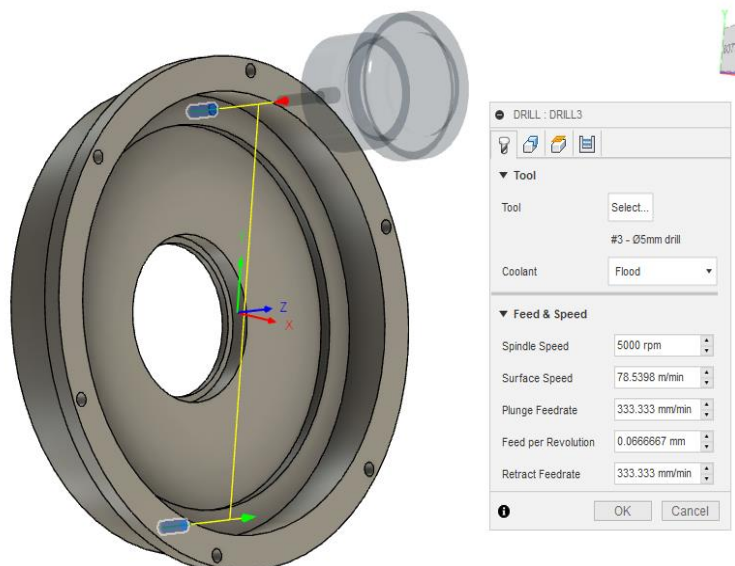 Y
Z
X
DRILL : DRILL3
Tool
Tool Select...
#3 - Ø5mm drill
Coolant Flood
Feed & Speed
Spindle Speed 5000 rpm
Surface Speed 78.5398 m/min
Plunge Feedrate 333.333 mm/min
Feed per Revolution 0.0666667 mm
Retract Feedrate 333.333 mm/min
OK Cancel